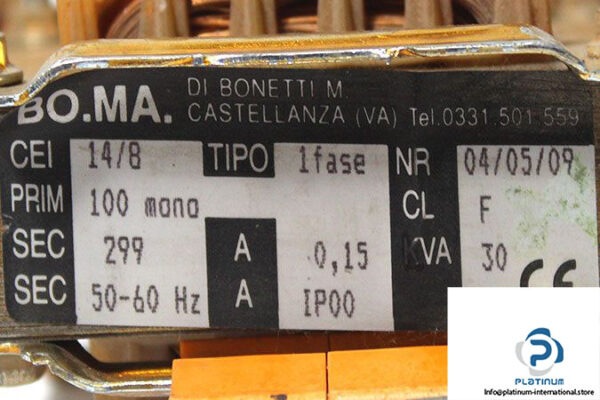 BO.MA. DI BONETTI M.
CASTELLANZA (VA) Tel.0331.501.559
CEI 14/8 TIPO 1fase NR 04/05/09
PRIM 100 mono CL F
SEC 299 A 0,15 KVA 30
SEC 50-60 Hz A IP00 CE
PLATINUM
Info@platinum-international.store